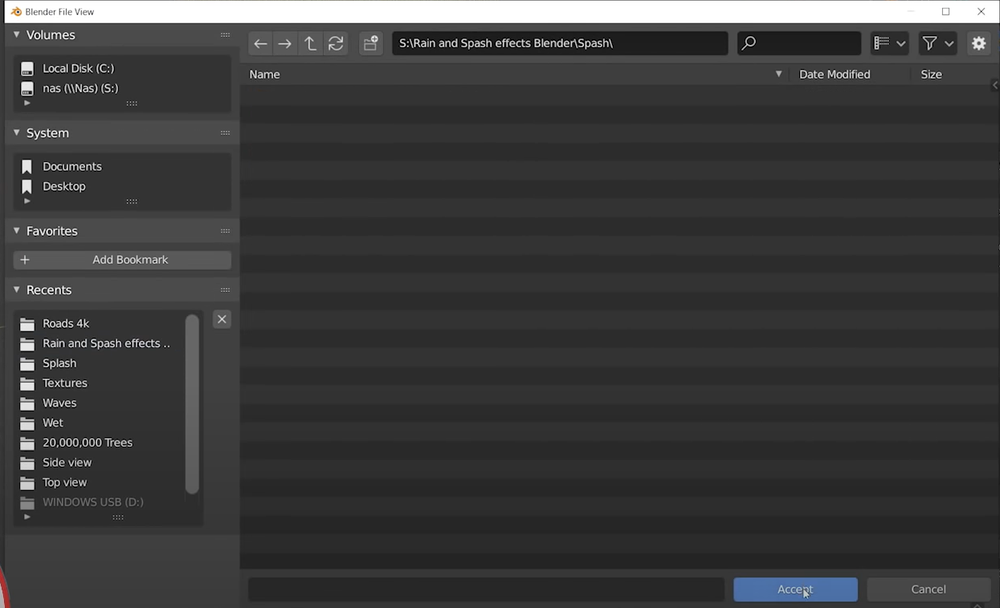 Blender File View
Volumes
Local Disk (C:)
nas (\\Nas) (S:)
System
Documents
Desktop
Favorites
Add Bookmark
Recents
Roads 4k
Rain and Spash effects ..
Splash
Textures
Waves
Wet
20,000,000 Trees
Side view
Top view
WINDOWS USB (D:)
S:\Rain and Spash effects Blender\Spash\
Name Date Modified Size
Accept Cancel